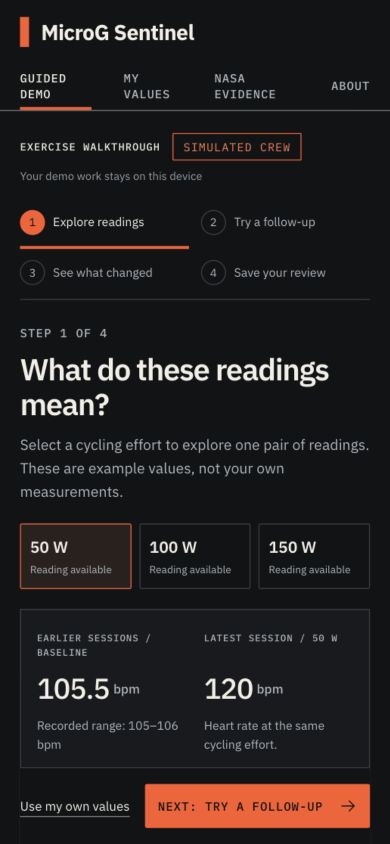 MicroG Sentinel
GUIDED DEMO
MY VALUES
NASA EVIDENCE
ABOUT
EXERCISE WALKTHROUGH
SIMULATED CREW
Your demo work stays on this device
1 Explore readings
2 Try a follow-up
3 See what changed
4 Save your review
STEP 1 OF 4
What do these readings
mean?
Select a cycling effort to explore one pair of readings.
These are example values, not your own
measurements.
50 W
Reading available
100 W
Reading available
150 W
Reading available
EARLIER SESSIONS /
BASELINE
105.5 bpm
Recorded range: 105–106
bpm
LATEST SESSION / 50 W
120 bpm
Heart rate at the same
cycling effort.
Use my own values
NEXT: TRY A FOLLOW-UP →